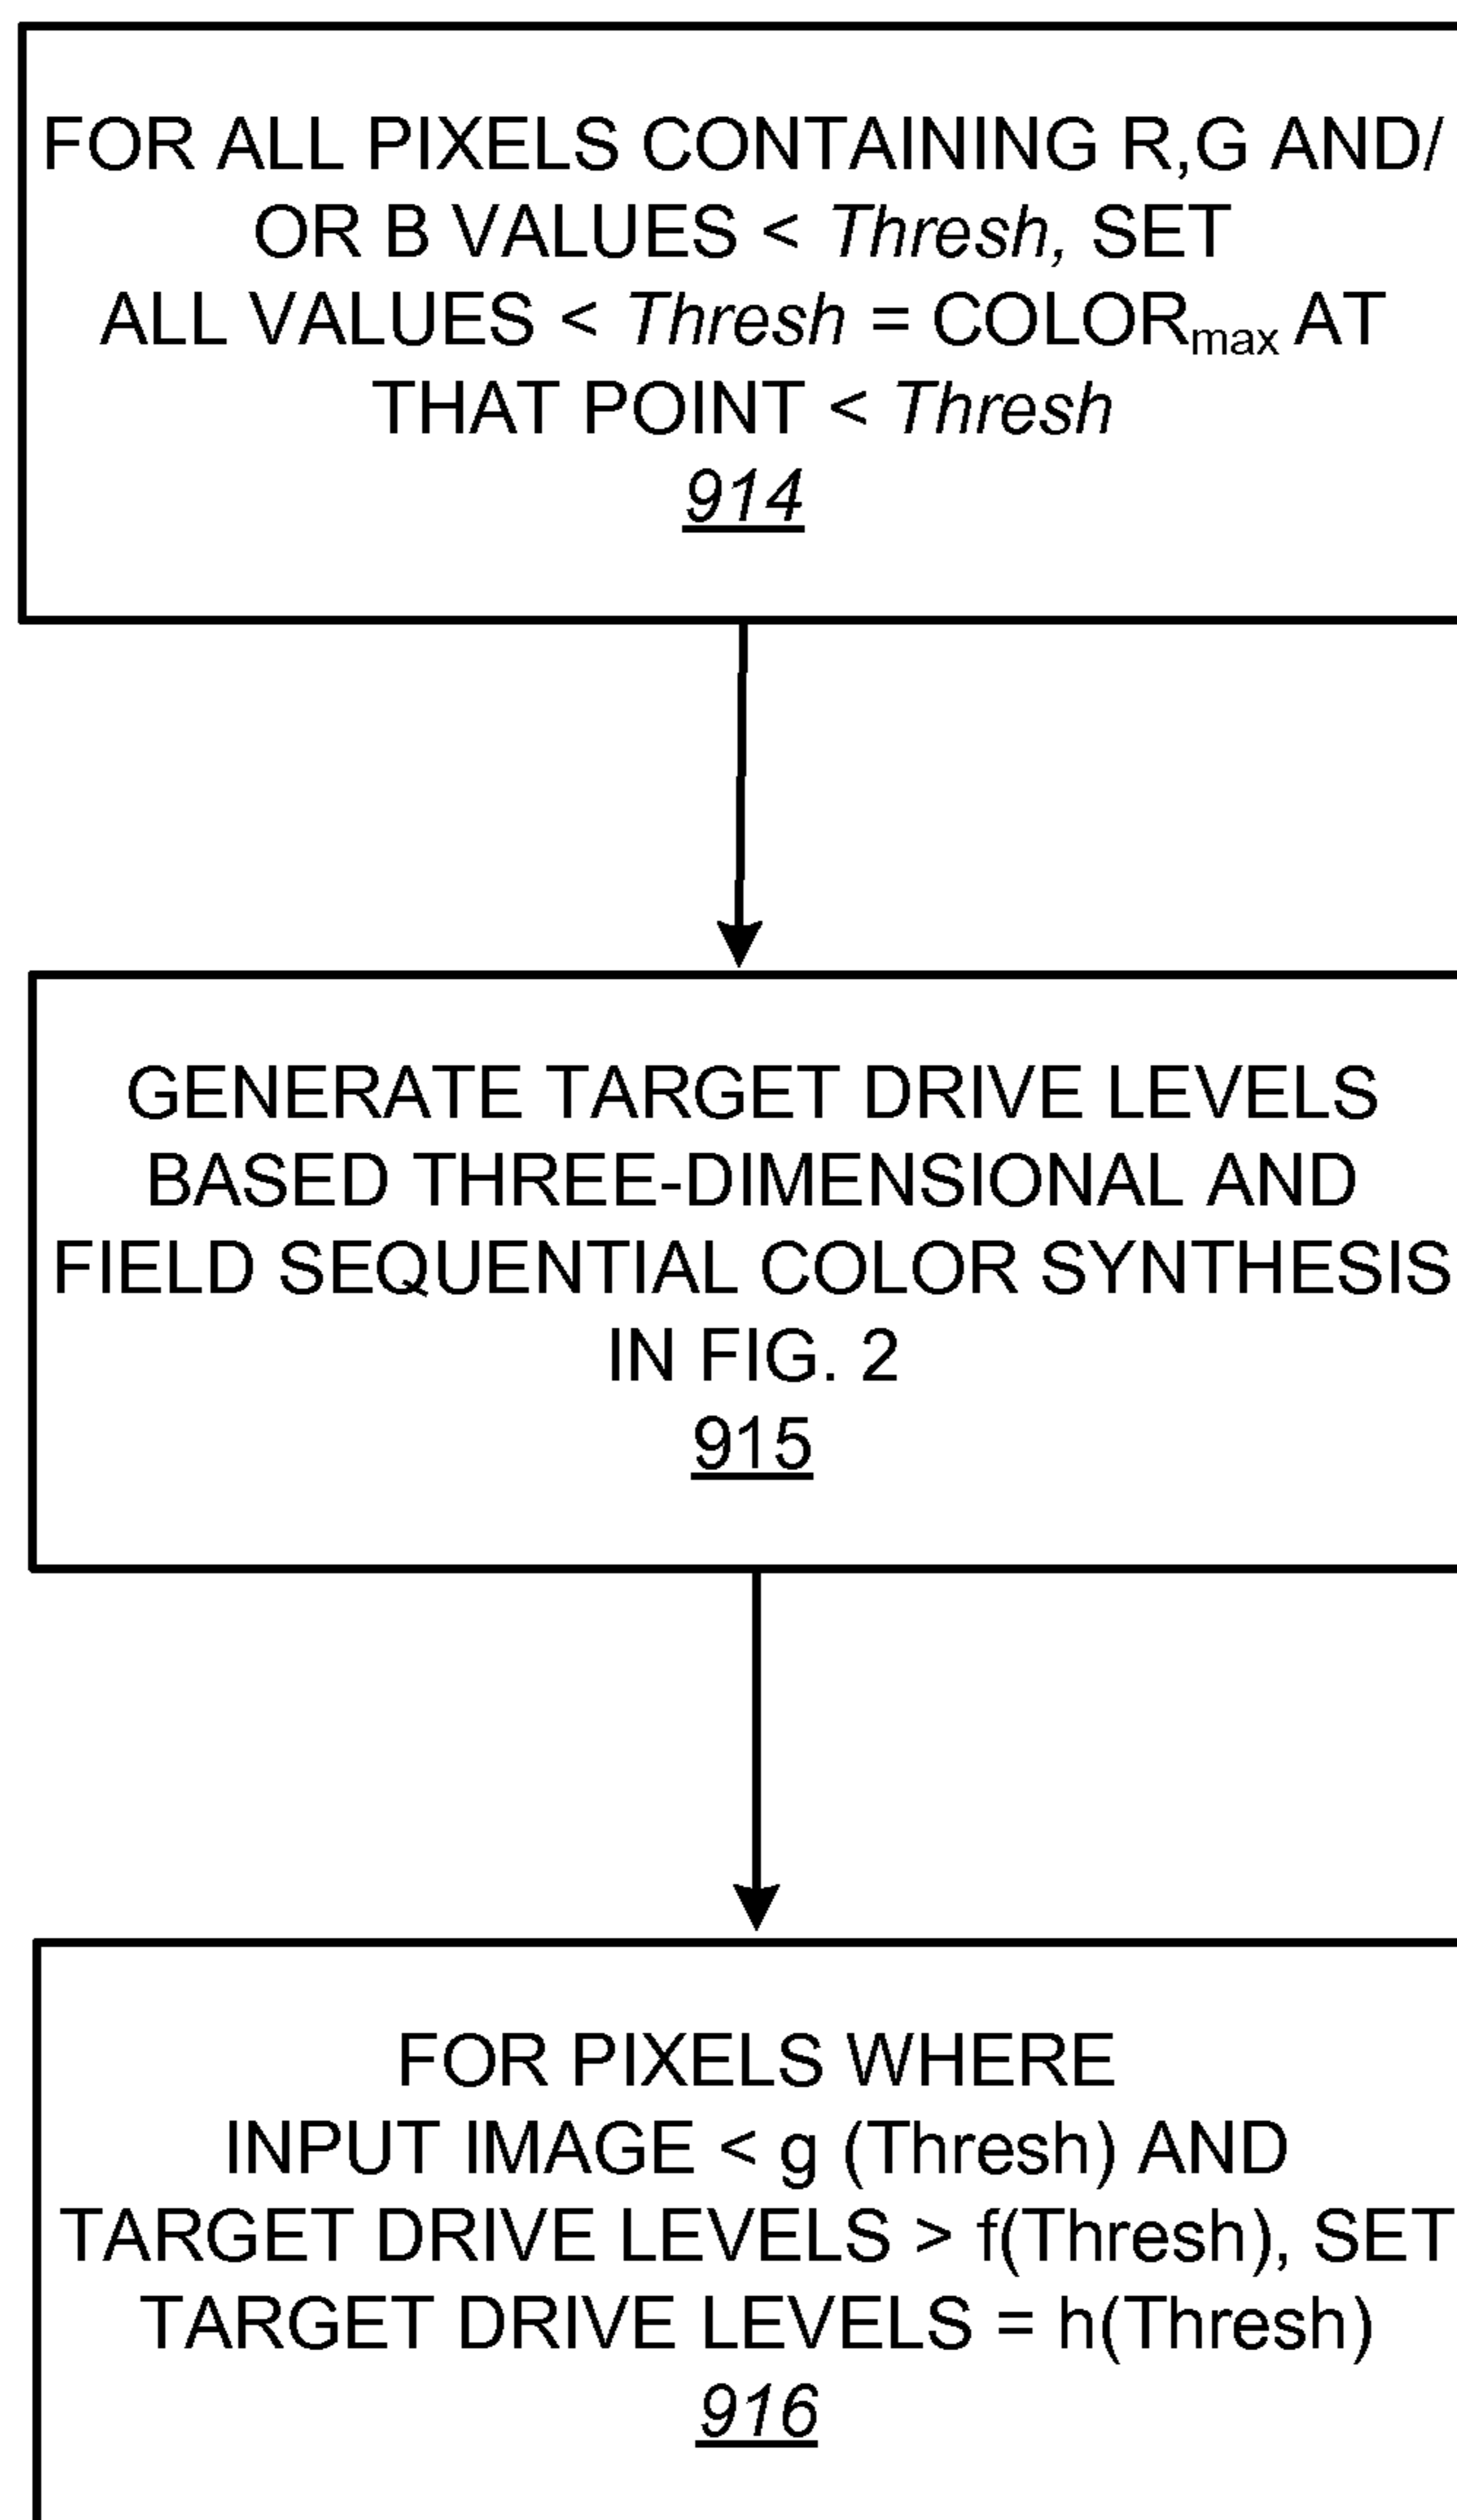 FOR ALL PIXELS CONTAINING R,G AND/
OR B VALUES < Thresh, SET
ALL VALUES < Thresh = COLORmax AT
THAT POINT < Thresh
914
GENERATE TARGET DRIVE LEVELS
BASED THREE-DIMENSIONAL AND
FIELD SEQUENTIAL COLOR SYNTHESIS
IN FIG. 2
915
FOR PIXELS WHERE
INPUT IMAGE < g (Thresh) AND
TARGET DRIVE LEVELS > f(Thresh), SET
TARGET DRIVE LEVELS = h(Thresh)
916